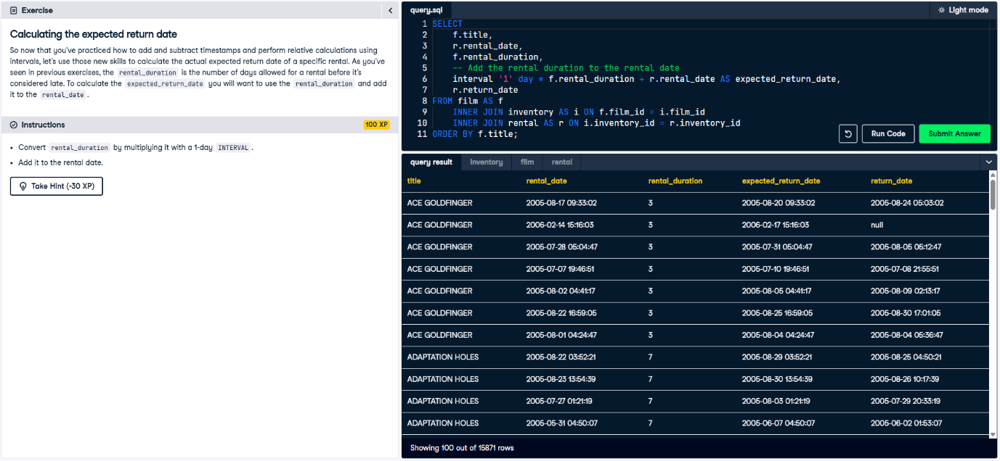 Exercise
Calculating the expected return date
So now that you've practiced how to add and subtract timestamps and perform relative calculations using
intervals, let's use those new skills to calculate the actual expected return date of a specific rental. As you've
seen in previous exercises, the rental_duration is the number of days allowed for a rental before it's
considered late. To calculate the expected_return_date you will want to use the rental_duration and add
it to the rental_date .
Instructions
100 XP
• Convert rental_duration by multiplying it with a 1-day INTERVAL .
• Add it to the rental date.
Take Hint (-30 XP)
query.sql
Light mode
1 SELECT
2 f.title,
3 r.rental_date,
4 f.rental_duration,
5 -- Add the rental duration to the rental date
6 interval '1' day * f.rental_duration + r.rental_date AS expected_return_date,
7 r.return_date
8 FROM film AS f
9 INNER JOIN inventory AS i ON f.film_id = i.film_id
10 INNER JOIN rental AS r ON i.inventory_id = r.inventory_id
11 ORDER BY f.title;
Run Code
Submit Answer
query result inventory film rental
title rental_date rental_duration expected_return_date return_date
ACE GOLDFINGER 2005-08-17 09:33:02 3 2005-08-20 09:33:02 2005-08-24 05:03:02
ACE GOLDFINGER 2006-02-14 15:16:03 3 2006-02-17 15:16:03 null
ACE GOLDFINGER 2005-07-28 05:04:47 3 2005-07-31 05:04:47 2005-08-05 05:12:47
ACE GOLDFINGER 2005-07-07 19:46:51 3 2005-07-10 19:46:51 2005-07-08 21:55:51
ACE GOLDFINGER 2005-08-02 04:41:17 3 2005-08-05 04:41:17 2005-08-09 02:13:17
ACE GOLDFINGER 2005-08-22 16:59:05 3 2005-08-25 16:59:05 2005-08-30 17:01:05
ACE GOLDFINGER 2005-08-01 04:24:47 3 2005-08-04 04:24:47 2005-08-04 05:36:47
ADAPTATION HOLES 2005-08-22 03:52:21 7 2005-08-29 03:52:21 2005-08-25 04:50:21
ADAPTATION HOLES 2005-08-23 13:54:39 7 2005-08-30 13:54:39 2005-08-26 10:17:39
ADAPTATION HOLES 2005-07-27 01:21:19 7 2005-08-03 01:21:19 2005-07-29 20:33:19
ADAPTATION HOLES 2005-05-31 04:50:07 7 2005-06-07 04:50:07 2005-06-02 01:53:07
Showing 100 out of 15871 rows